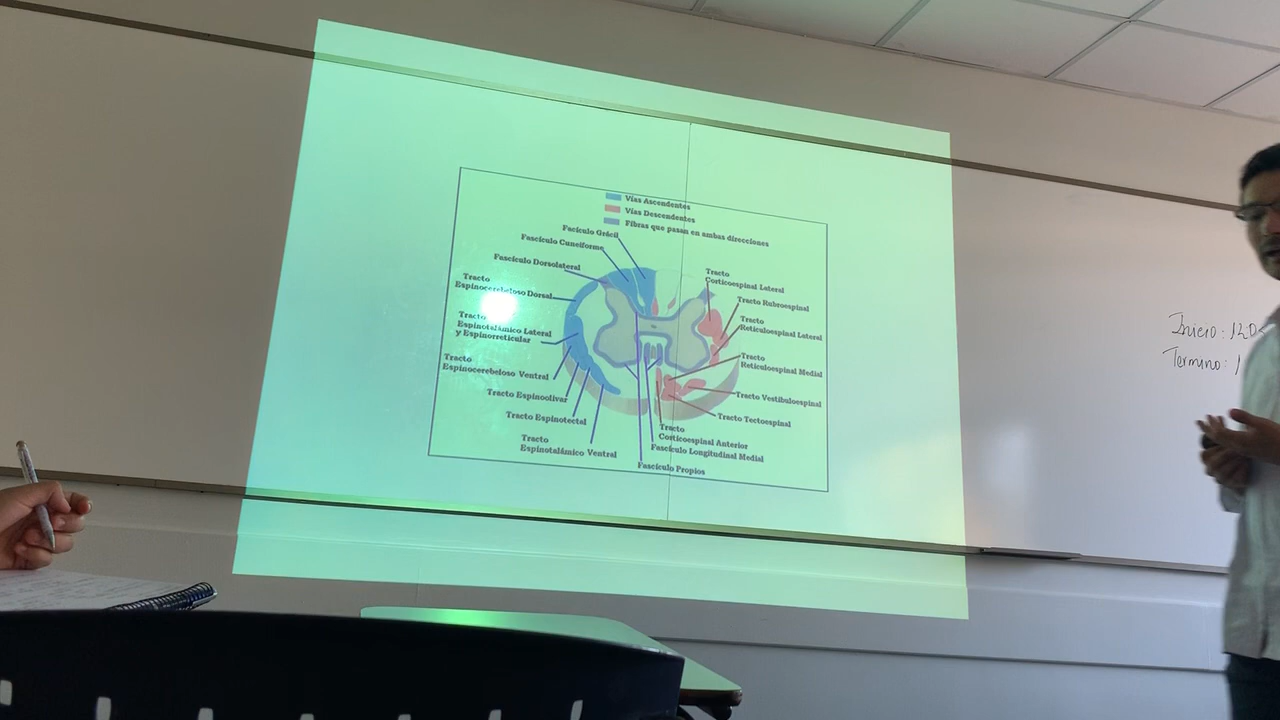 Vías Ascendentes
Vías Descendentes
Fibras que pasan en ambas direcciones
Fascículo Grácil
Fascículo Cuneiforme
Fascículo Dorsolateral
Tracto
Espinocerebeloso Dorsal
Tracto
Espinotalámico Lateral
y Espinorreticular
Tracto
Espinocerebeloso Ventral
Tracto Espinoolivar
Tracto Espinotectal
Tracto
Espinotalámico Ventral
Tracto
Corticoespinal Lateral
Tracto Rubroespinal
Tracto
Reticuloespinal Lateral
Tracto
Reticuloespinal Medial
Tracto Vestibuloespinal
Tracto Tectoespinal
Tracto
Corticoespinal Anterior
Fascículo Longitudinal Medial
Fascículo Propios
Inicio:
Termino: